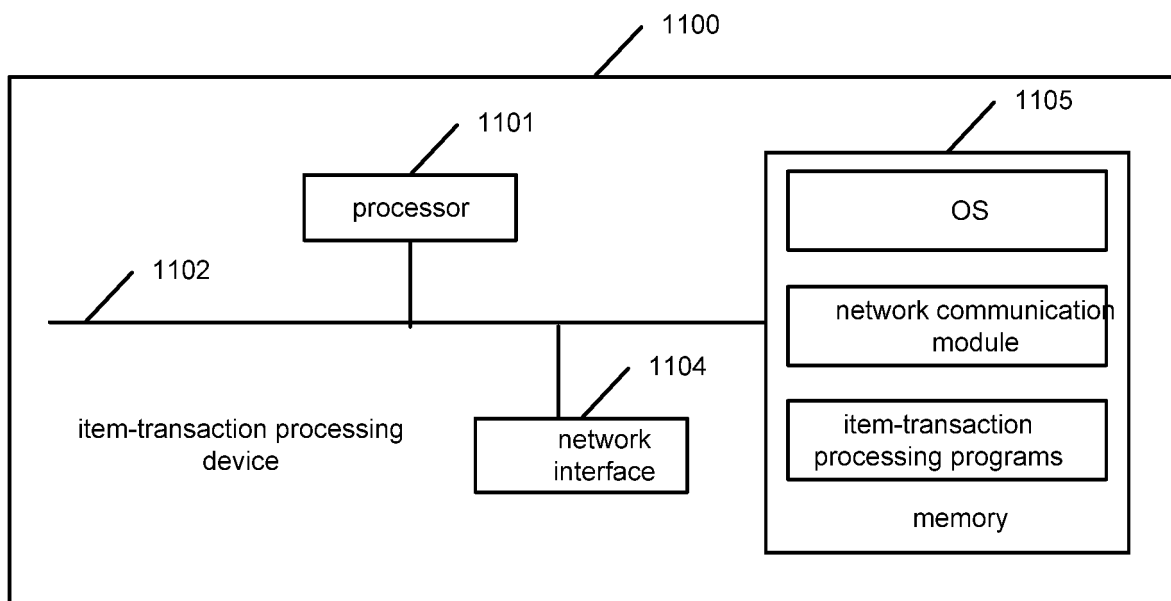 1100
1105
1101
processor
OS
1102
network communication
module
1104
item-transaction processing
device
network
interface
item-transaction
processing programs
memory